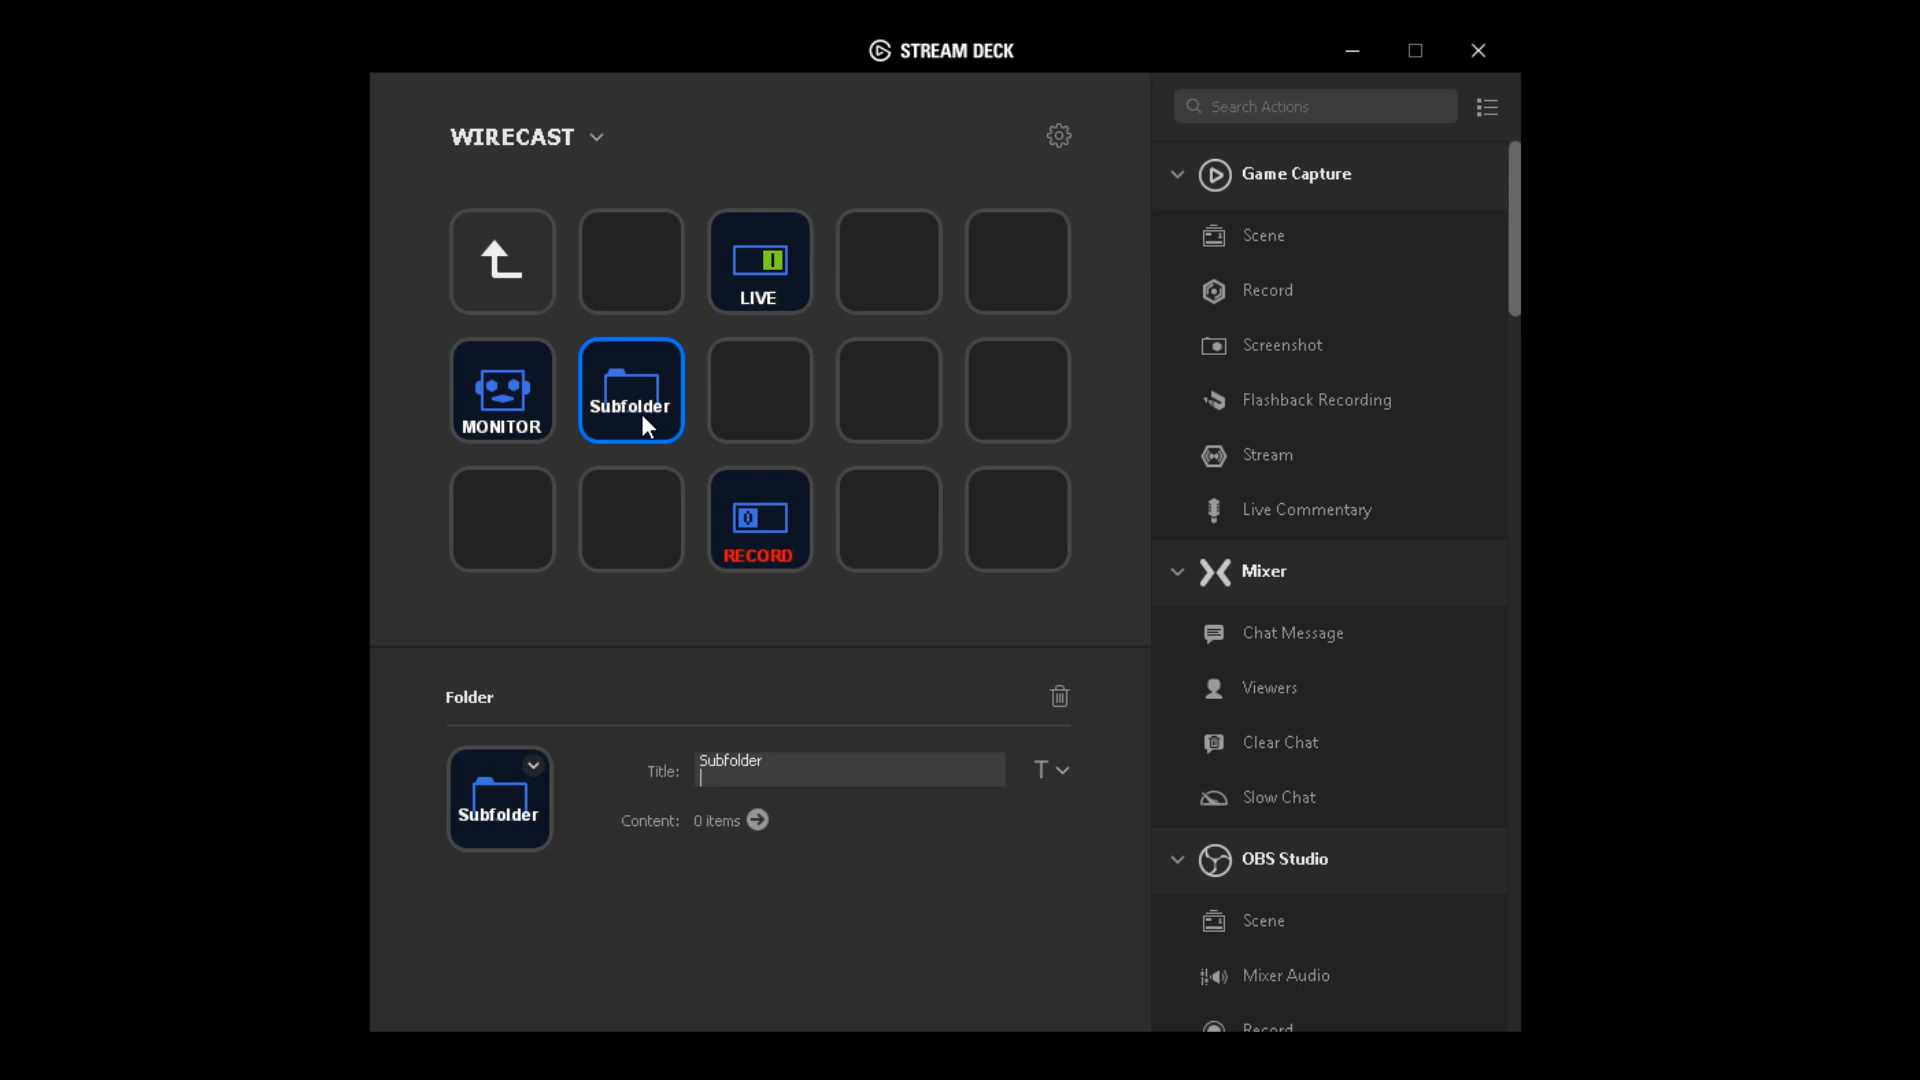 STREAM DECK
WIRECAST
LIVE
MONITOR
Subfolder
RECORD
Folder
Subfolder
Title:
Subfolder
T
Content: 0 items
Search Actions
Game Capture
Scene
Record
Screenshot
Flashback Recording
Stream
Live Commentary
Mixer
Chat Message
Viewers
Clear Chat
Slow Chat
OBS Studio
Scene
Mixer Audio
Record